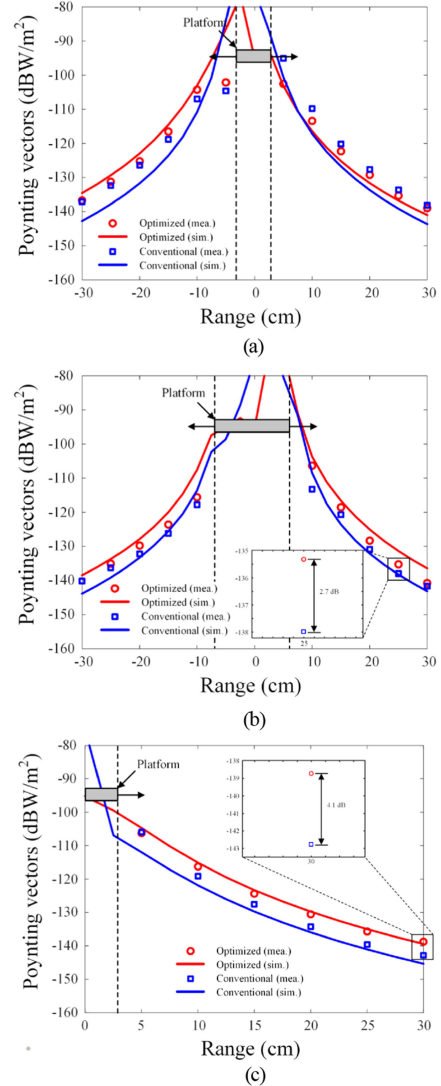 -80
-90
-100
-110
-120
-130
-140
-150
-160
Poynting vectors (dBW/m²)
Platform
Optimized (mea.)
Optimized (sim.)
Conventional (mea.)
Conventional (sim.)
-30 -20 -10 0 10 20 30
Range (cm)
(a)
-80
-90
-100
-110
-120
-130
-140
-150
-160
Poynting vectors (dBW/m²)
Platform
-135
-136
-137
-138
2.7 dB
25
Optimized (mea.)
Optimized (sim.)
Conventional (mea.)
Conventional (sim.)
-30 -20 -10 0 10 20 30
Range (cm)
(b)
-80
-90
-100
-110
-120
-130
-140
-150
-160
Poynting vectors (dBW/m²)
Platform
-138
-139
-140
-141
-142
-143
4.1 dB
30
Optimized (mea.)
Optimized (sim.)
Conventional (mea.)
Conventional (sim.)
0 5 10 15 20 25 30
Range (cm)
(c)